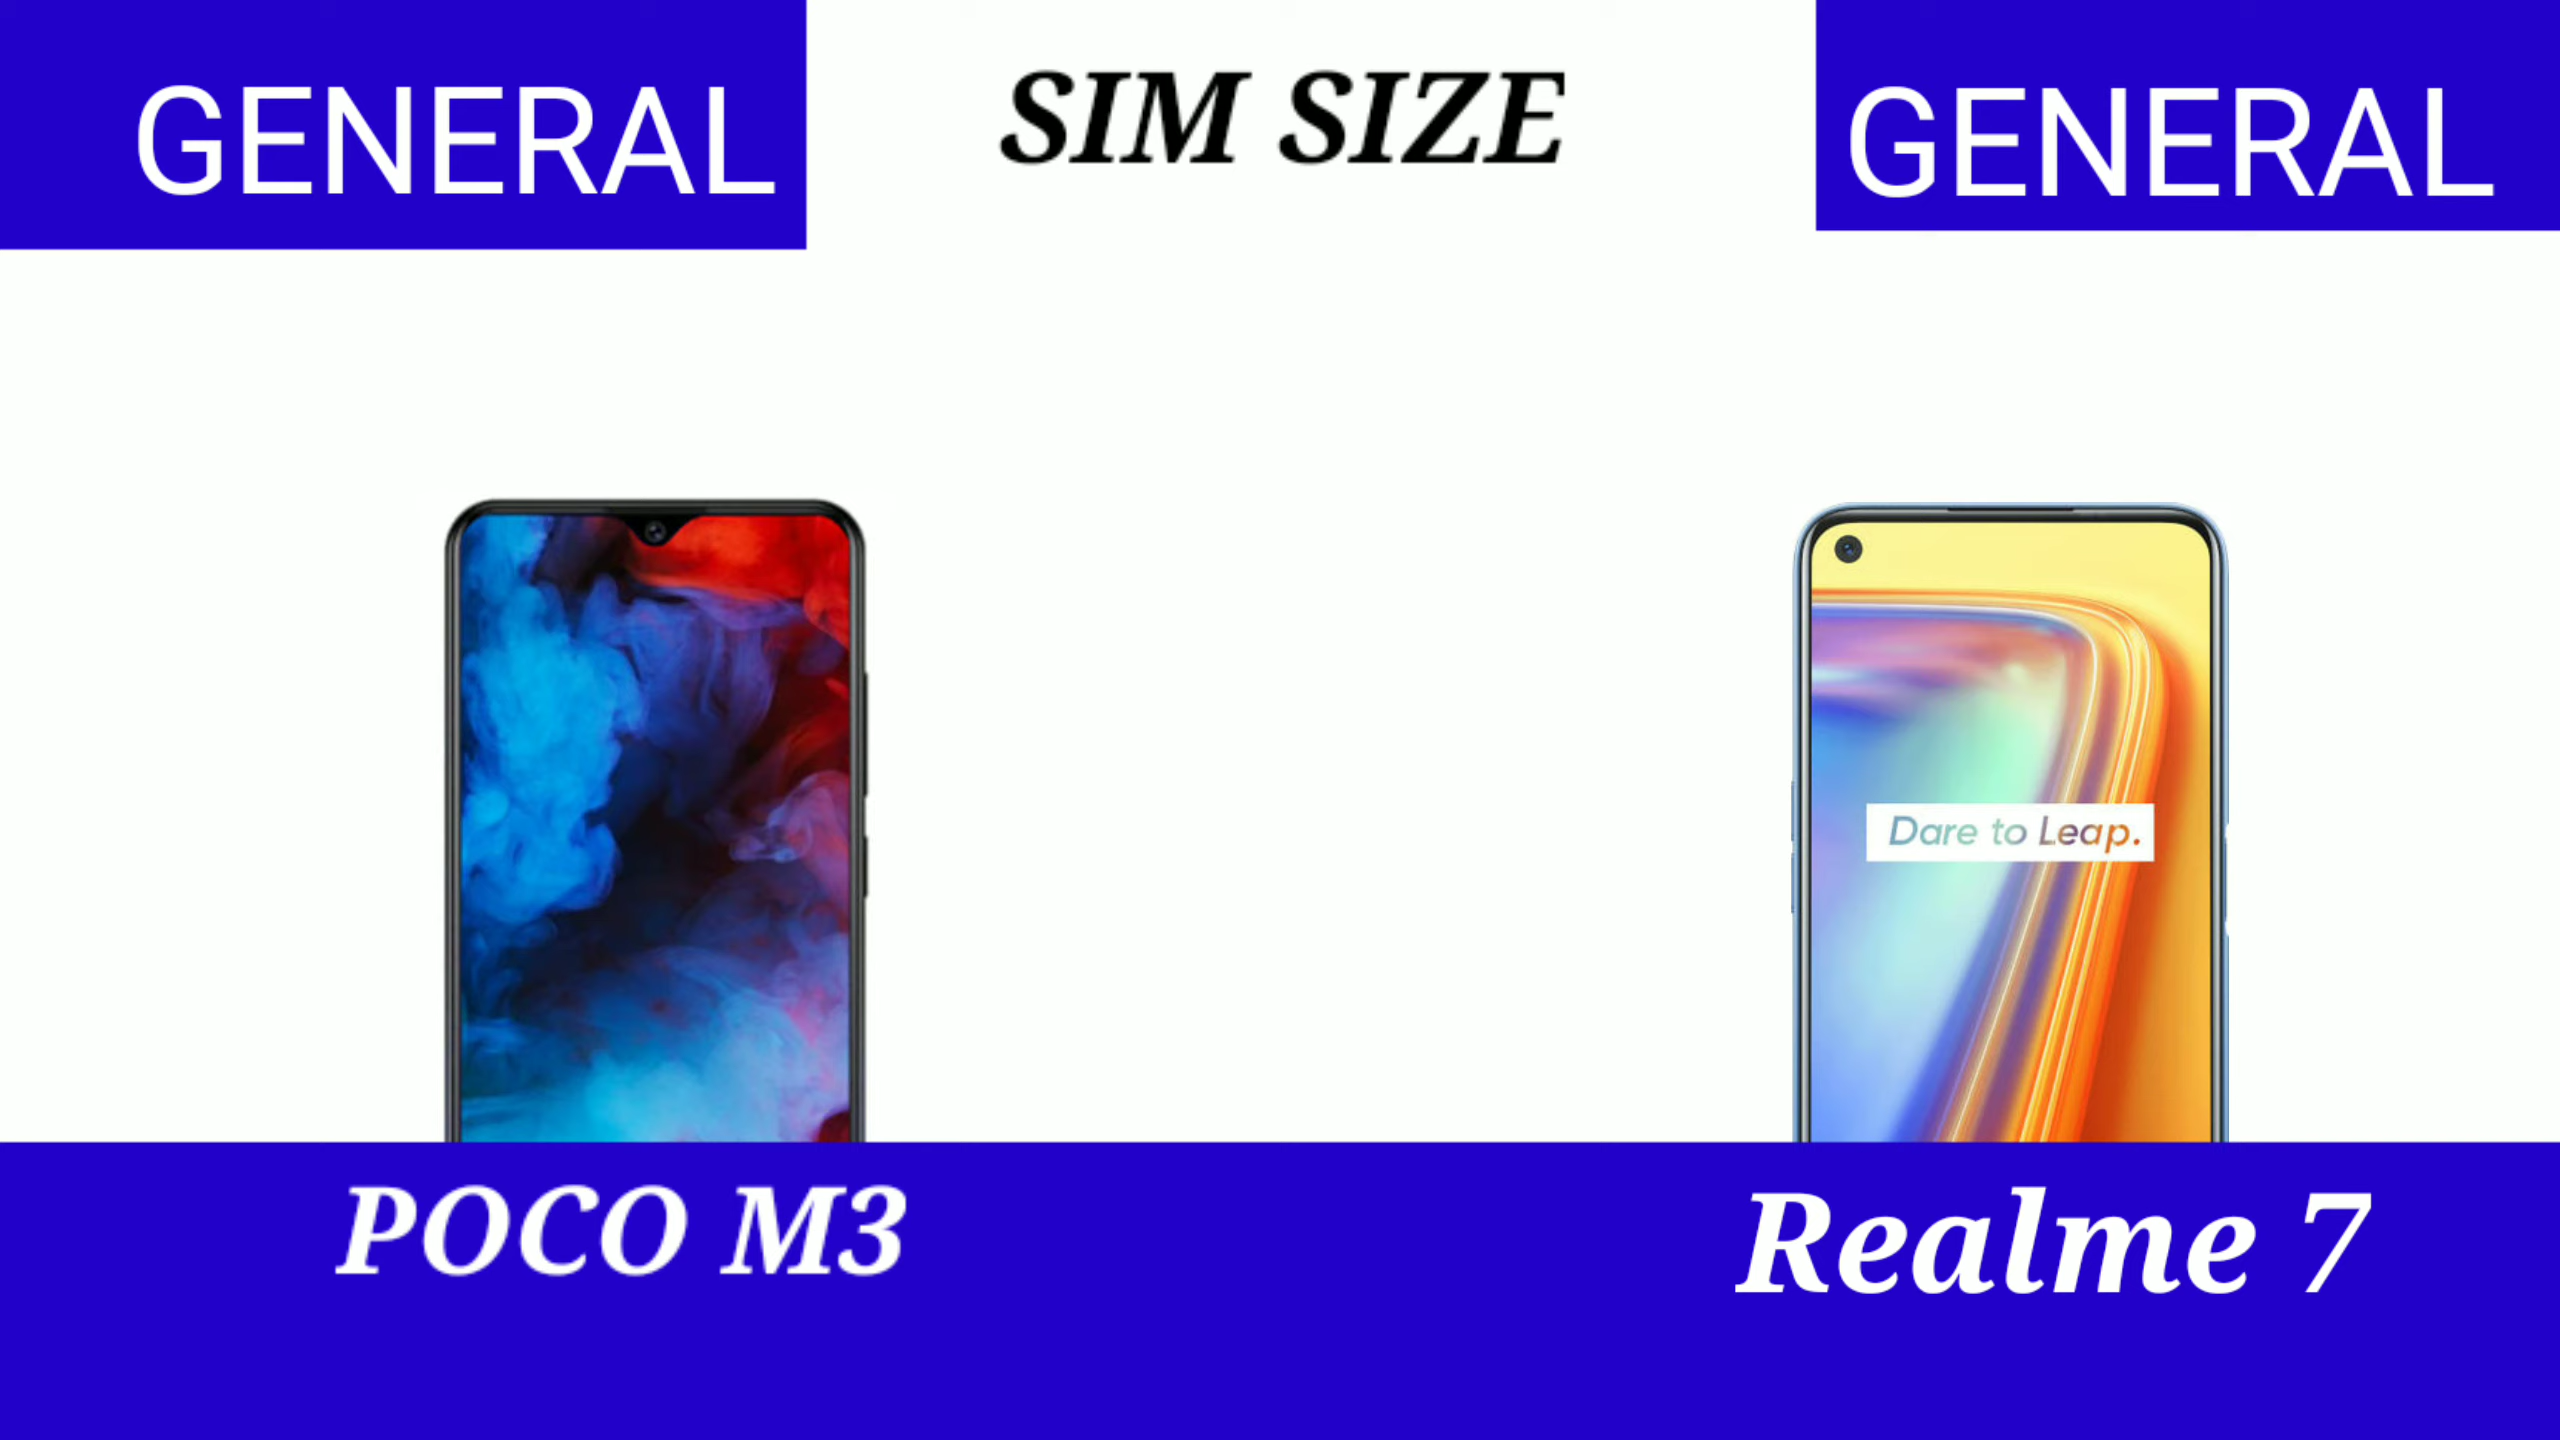 GENERAL
SIM SIZE
GENERAL
Dare to Leap.
POCO M3
Realme 7